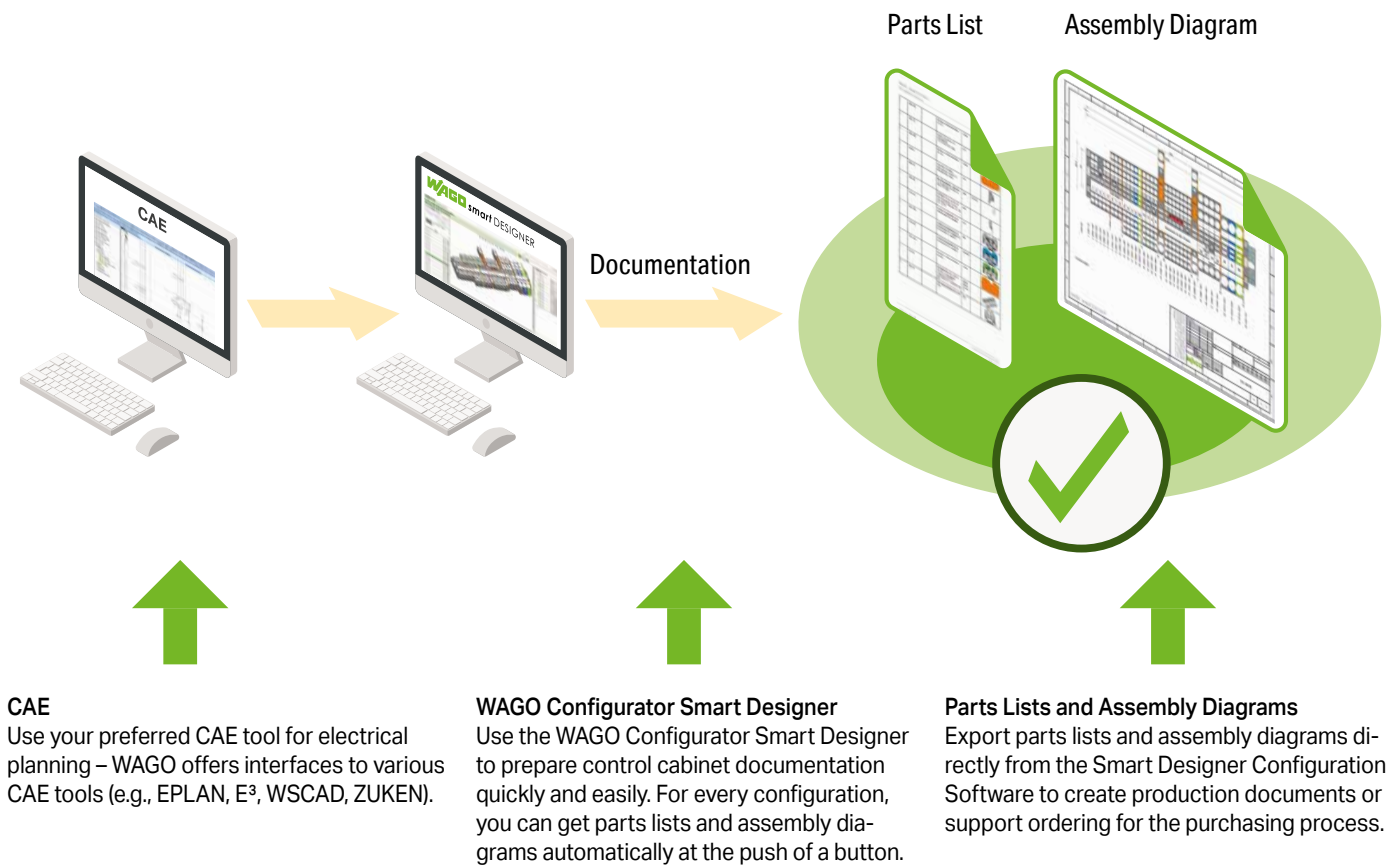 Parts List
Assembly Diagram
CAE
WAGO smart DESIGNER
Documentation
CAE
Use your preferred CAE tool for electrical
planning – WAGO offers interfaces to various
CAE tools (e.g., EPLAN, E³, WSCAD, ZUKEN).
WAGO Configurator Smart Designer
Use the WAGO Configurator Smart Designer
to prepare control cabinet documentation
quickly and easily. For every configuration,
you can get parts lists and assembly dia-
grams automatically at the push of a button.
Parts Lists and Assembly Diagrams
Export parts lists and assembly diagrams di-
rectly from the Smart Designer Configuration
Software to create production documents or
support ordering for the purchasing process.